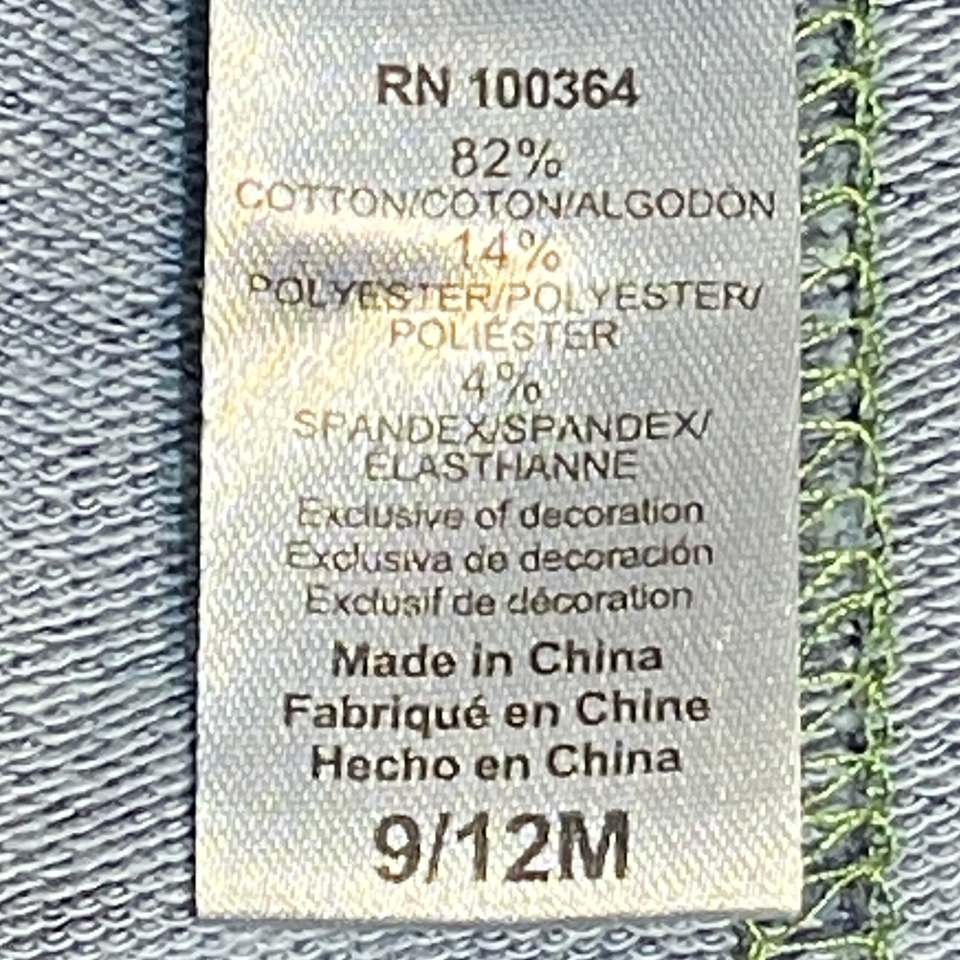 RN 100364
82%
COTTON/COTON/ALGODÓN
14%
POLYESTER/POLYESTER/
POLIÉSTER
4%
SPANDEX/SPANDEX/
ÉLASTHANNE
Exclusive of decoration
Exclusiva de decoración
Exclusif de décoration
Made in China
Fabriqué en Chine
Hecho en China
9/12M